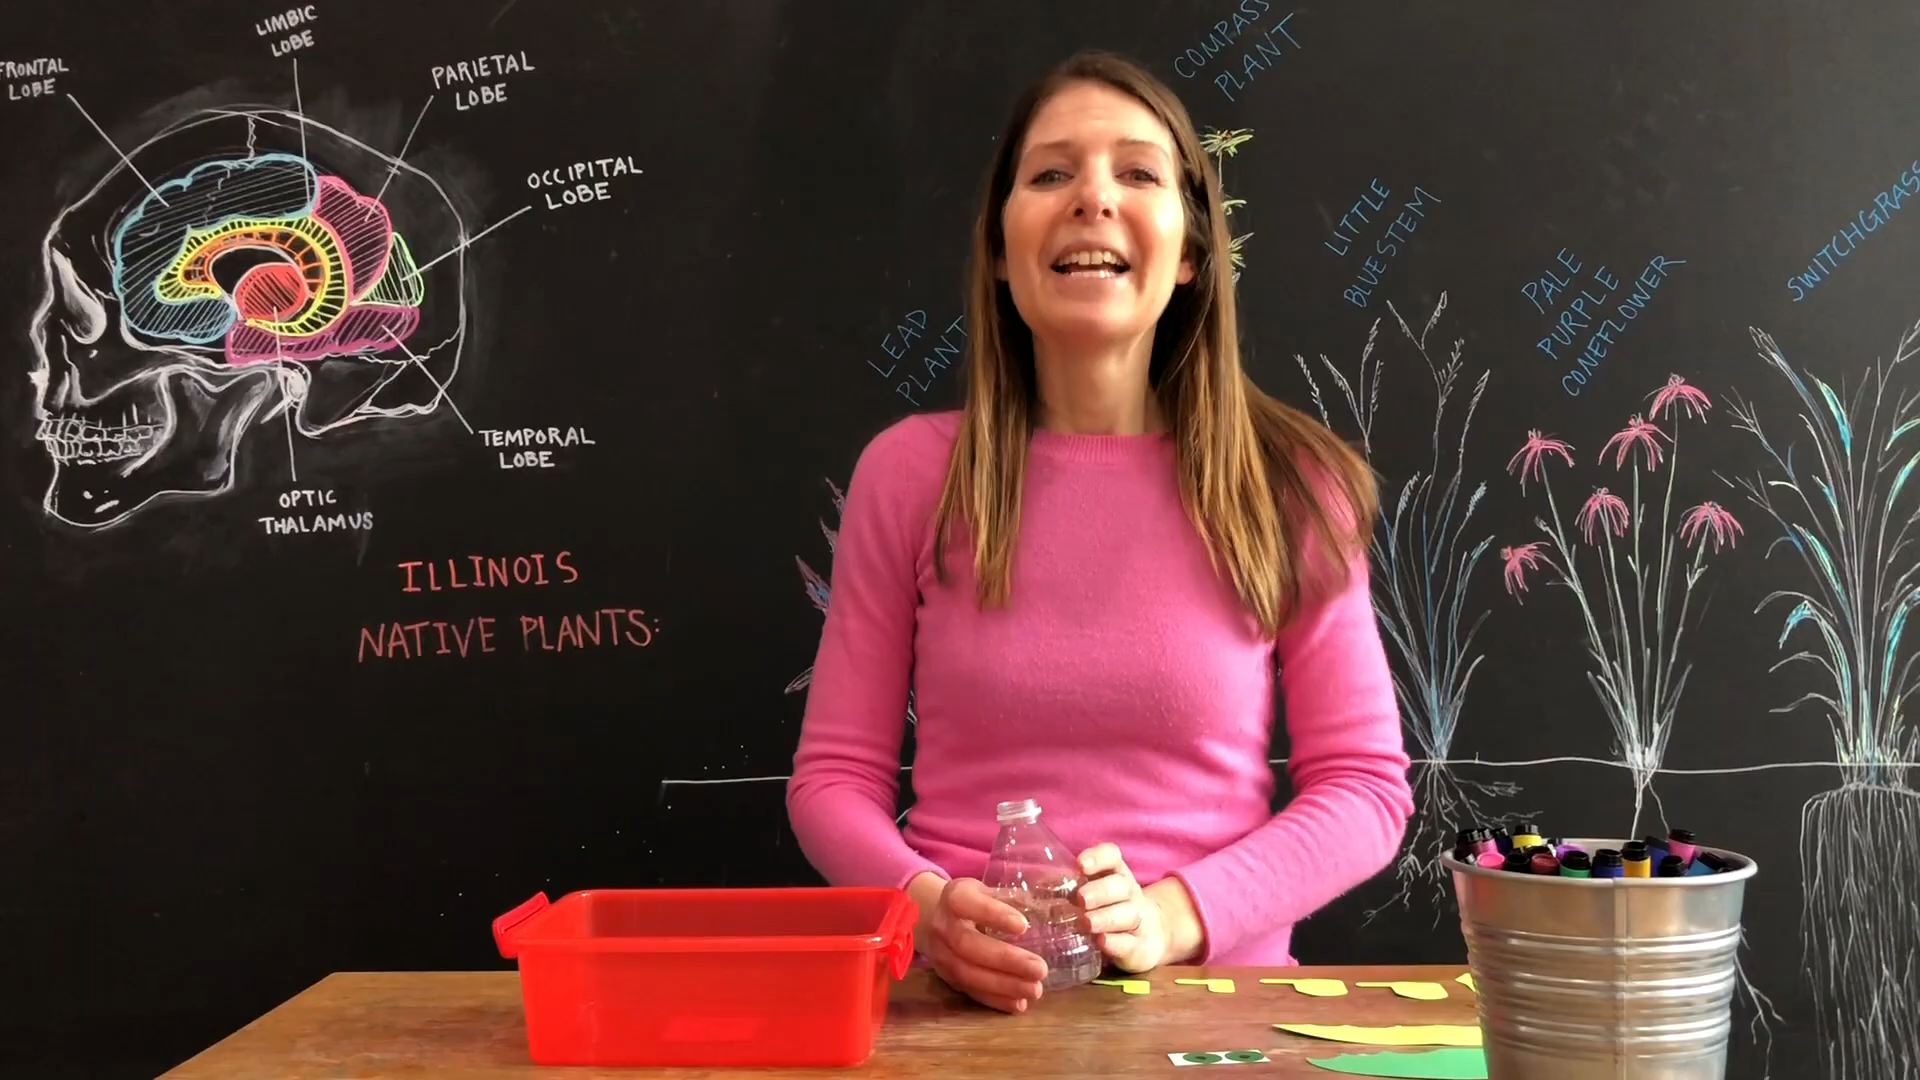 FRONTAL
LOBE
LIMBIC
LOBE
PARIETAL
LOBE
OCCIPITAL
LOBE
TEMPORAL
LOBE
OPTIC
THALAMUS
ILLINOIS
NATIVE PLANTS:
LEAD
PLANT
COMPASS
PLANT
LITTLE
BLUESTEM
PALE
PURPLE
CONEFLOWER
SWITCHGRASS